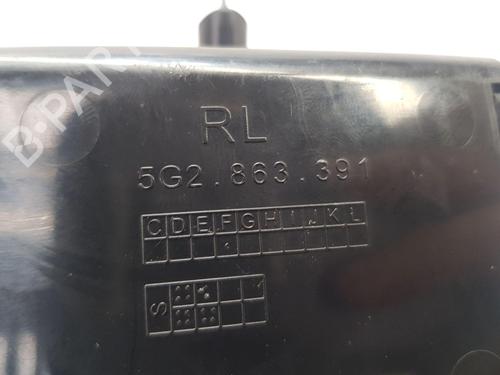 B-PARTS
RL
5G2.863.391
C D E F G H I J K L
S